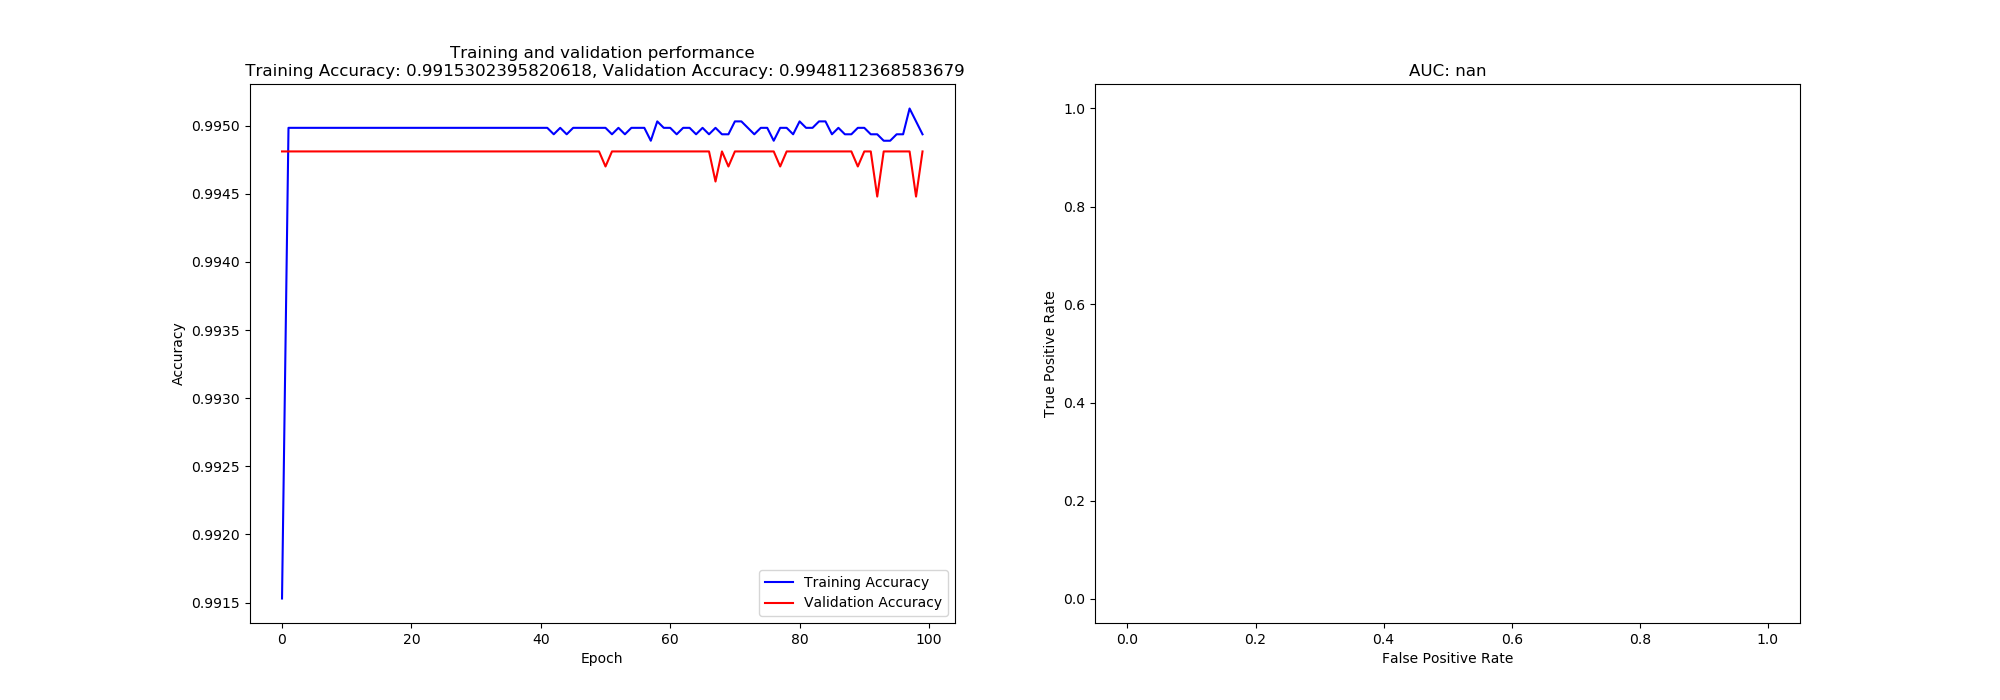 Training and validation performance
Training Accuracy: 0.9915302395820618, Validation Accuracy: 0.9948112368583679
0.9950
0.9945
0.9940
0.9935
0.9930
0.9925
0.9920
0.9915
Accuracy
0 20 40 60 80 100
Epoch
Training Accuracy
Validation Accuracy
AUC: nan
1.0
0.8
0.6
0.4
0.2
0.0
True Positive Rate
0.0 0.2 0.4 0.6 0.8 1.0
False Positive Rate